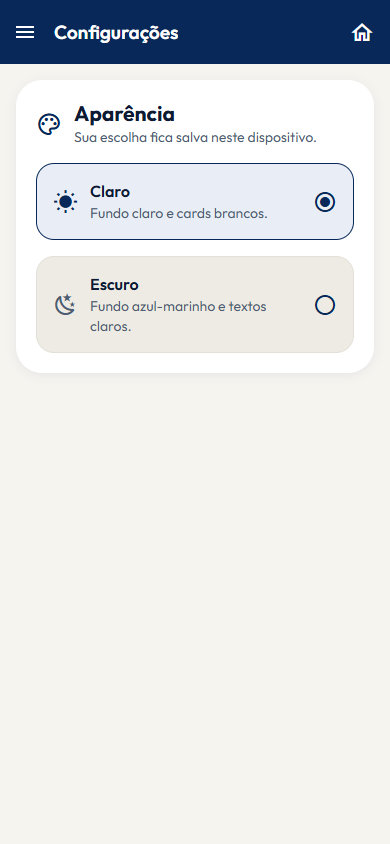 Configurações
Aparência
Sua escolha fica salva neste dispositivo.
Claro
Fundo claro e cards brancos.
Escuro
Fundo azul-marinho e textos
claros.